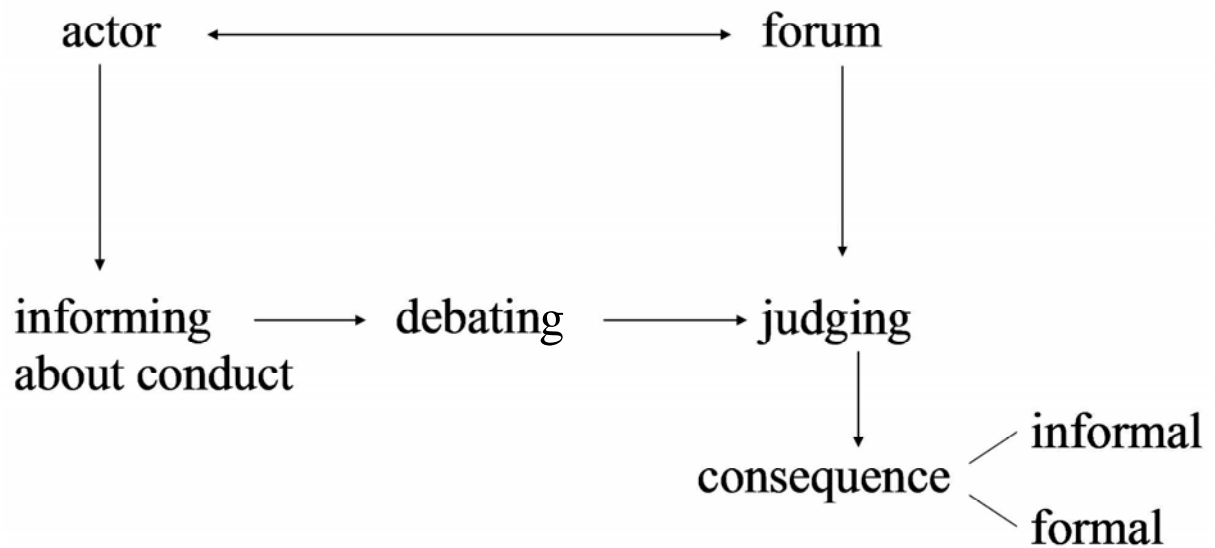 actor
forum
informing
about conduct
debating
judging
consequence
informal
formal